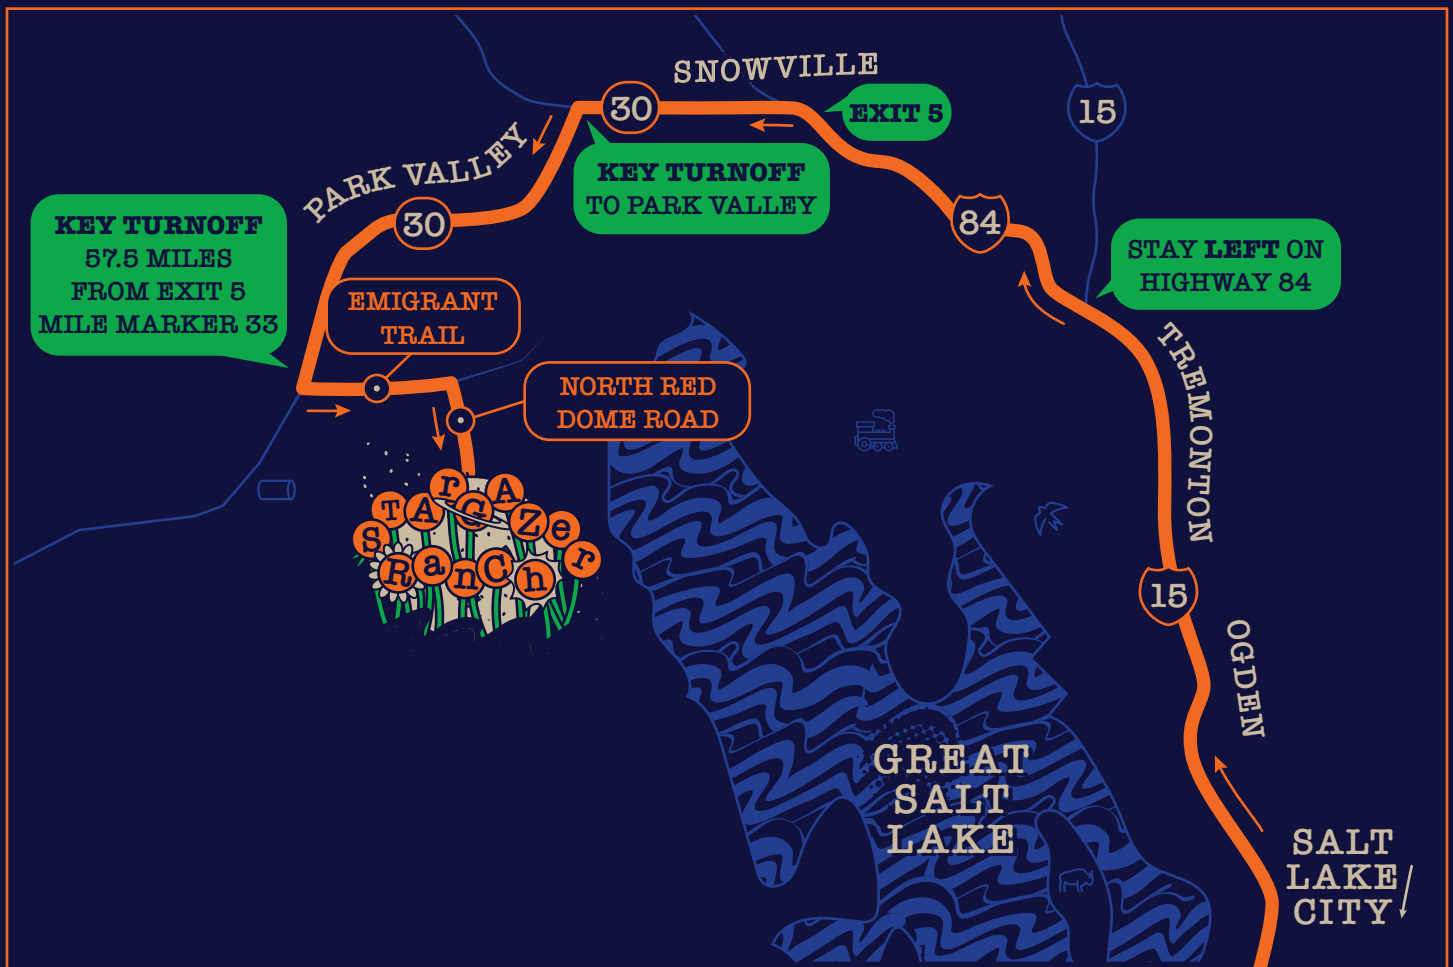 SNOWVILLE
30
EXIT 5
15
PARK VALLEY
KEY TURNOFF
TO PARK VALLEY
KEY TURNOFF
57.5 MILES
FROM EXIT 5
MILE MARKER 33
30
84
STAY LEFT ON
HIGHWAY 84
EMIGRANT
TRAIL
NORTH RED
DOME ROAD
TREMONTON
STArGAZer
RanCh
15
OGDEN
GREAT
SALT
LAKE
SALT
LAKE
CITY